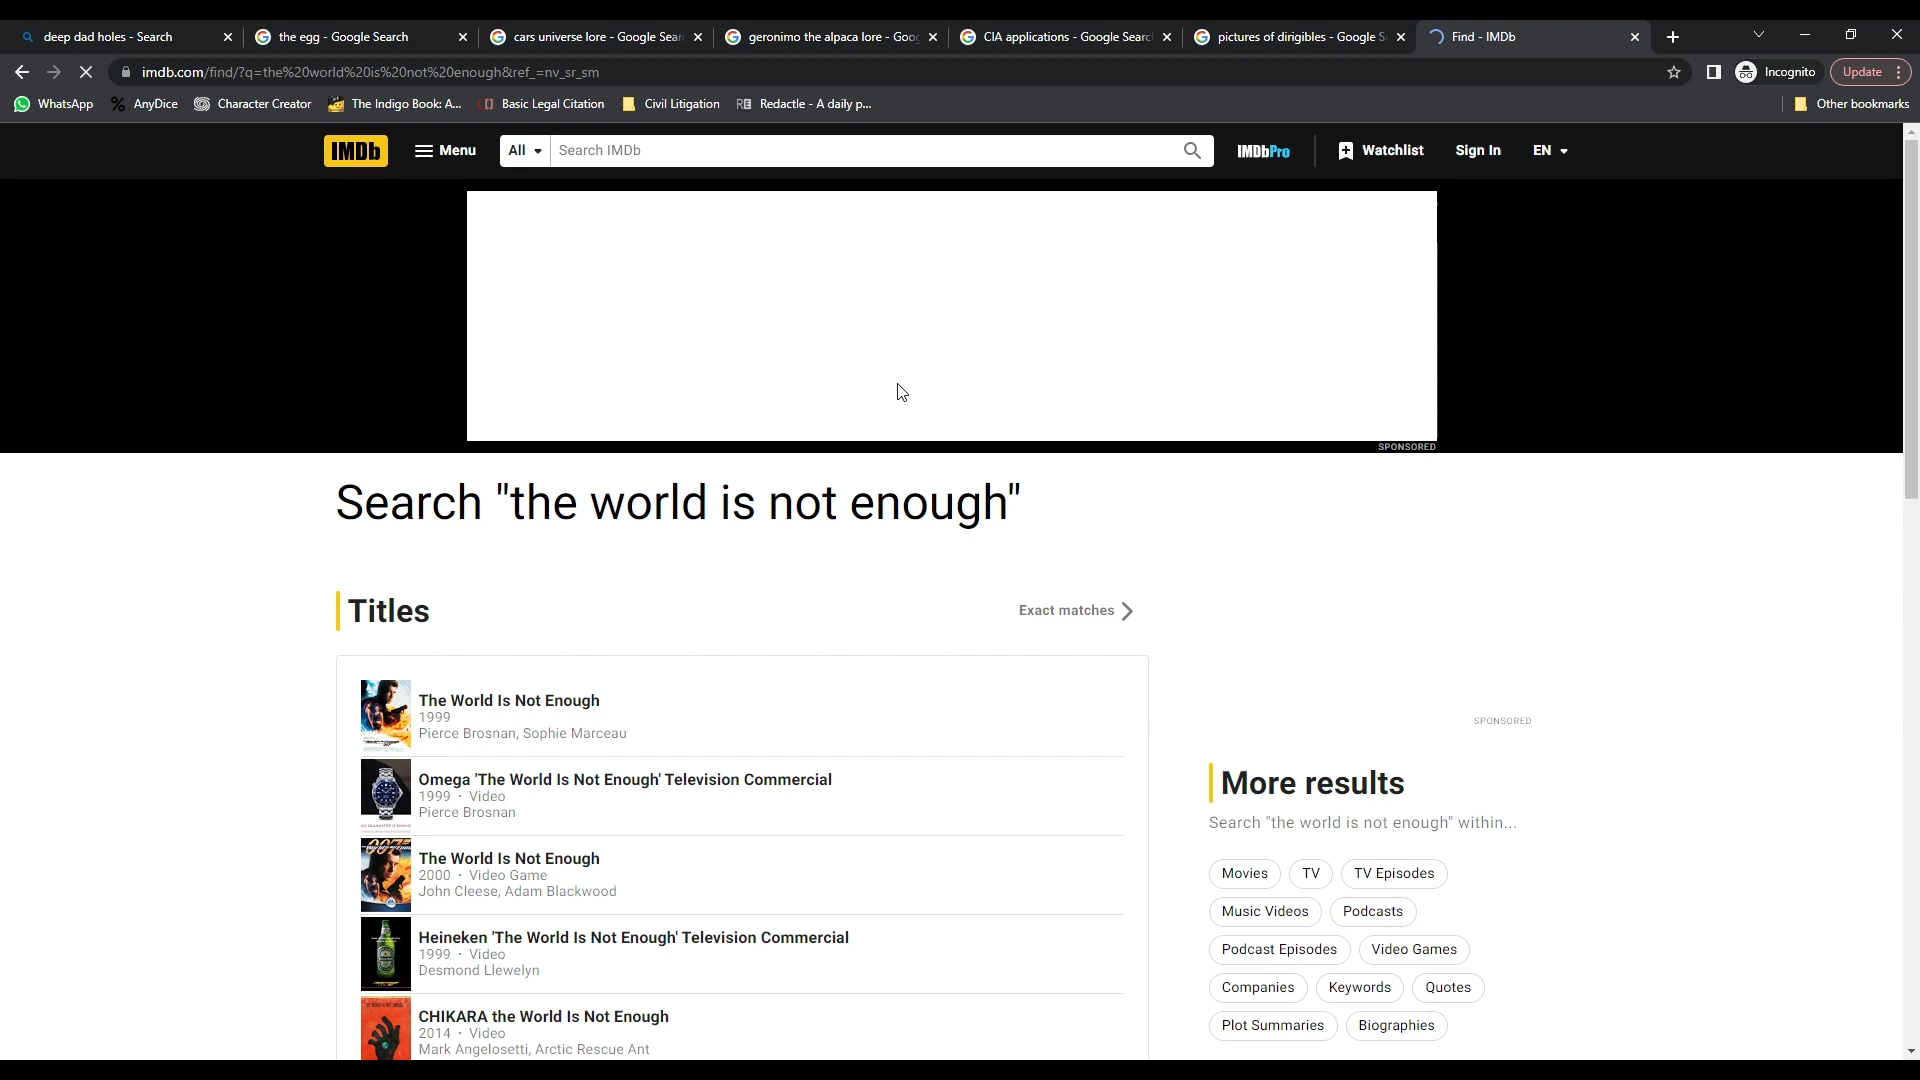 deep dad holes - Search
the egg - Google Search
cars universe lore - Google Sear
geronimo the alpaca lore - Goog
CIA applications - Google Search
pictures of dirigibles - Google S
Find - IMDb
imdb.com/find/?q=the%20world%20is%20not%20enough&ref_=nv_sr_sm
Incognito
Update
WhatsApp
AnyDice
Character Creator
The Indigo Book: A...
Basic Legal Citation
Civil Litigation
RE Redactle - A daily p...
Other bookmarks
IMDb
Menu
All
Search IMDb
IMDbPro
Watchlist
Sign In
EN
SPONSORED
Search "the world is not enough"
Titles
Exact matches
The World Is Not Enough
1999
Pierce Brosnan, Sophie Marceau
Omega 'The World Is Not Enough' Television Commercial
1999 · Video
Pierce Brosnan
007
The World Is Not Enough
2000 · Video Game
John Cleese, Adam Blackwood
Heineken 'The World Is Not Enough' Television Commercial
1999 · Video
Desmond Llewelyn
CHIKARA the World Is Not Enough
2014 · Video
Mark Angelosetti, Arctic Rescue Ant
SPONSORED
More results
Search "the world is not enough" within...
Movies
TV
TV Episodes
Music Videos
Podcasts
Podcast Episodes
Video Games
Companies
Keywords
Quotes
Plot Summaries
Biographies